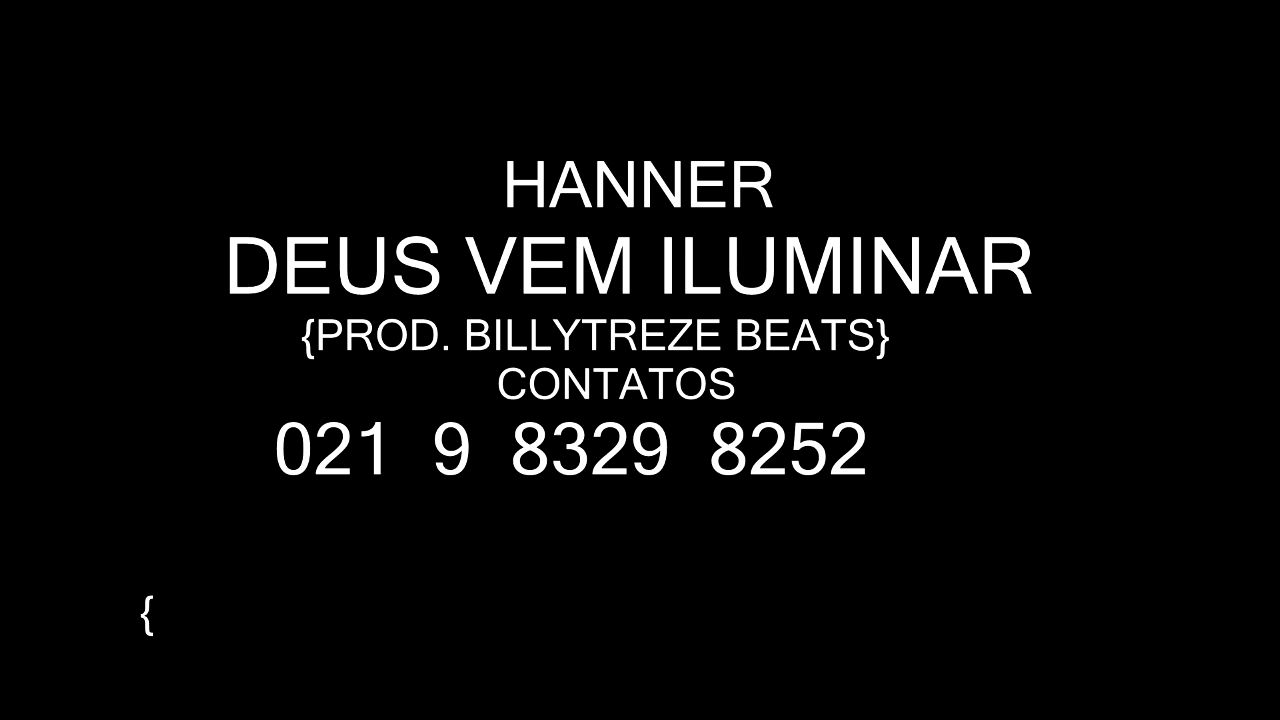 HANNER
DEUS VEM ILUMINAR
{PROD. BILLYTREZE BEATS}
CONTATOS
021 9 8329 8252
{